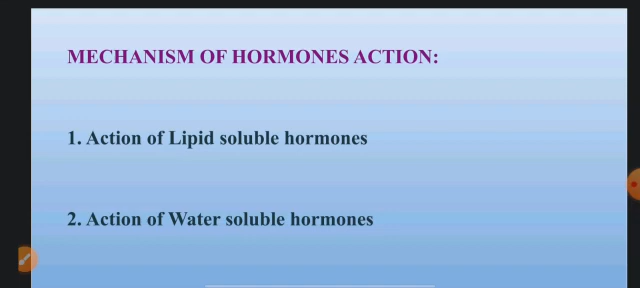 MECHANISM OF HORMONES ACTION:
1. Action of Lipid soluble hormones
2. Action of Water soluble hormones